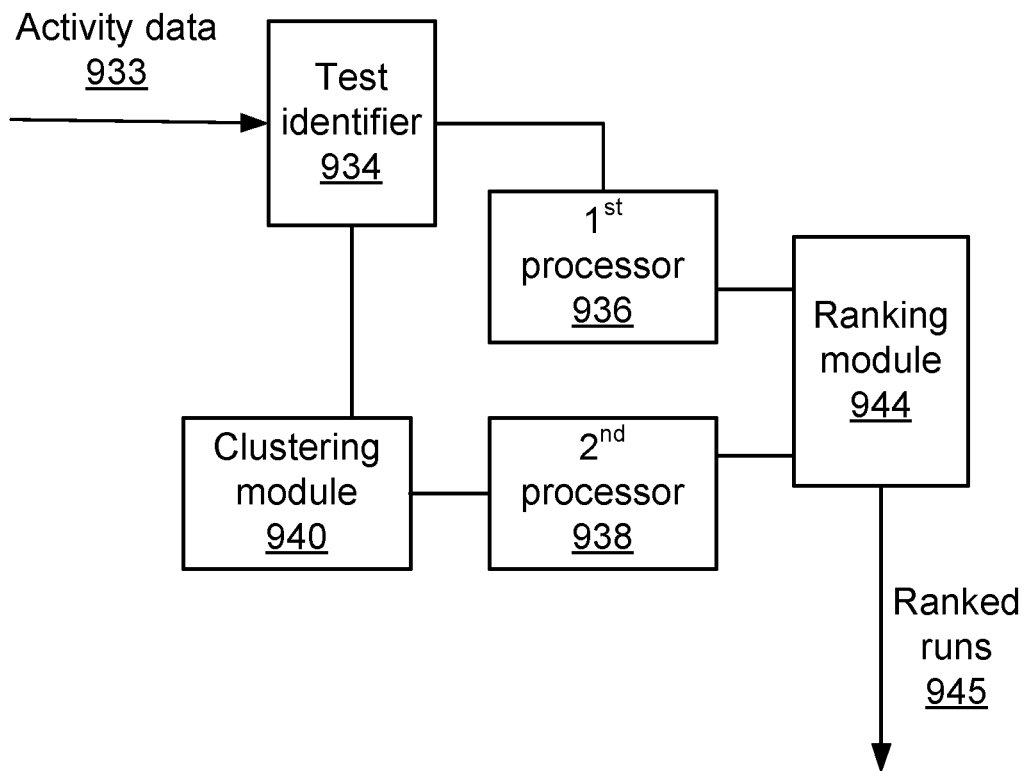 Activity data
933
Test
identifier
934
1st
processor
936
Ranking
module
944
Clustering
module
940
2nd
processor
938
Ranked
runs
945